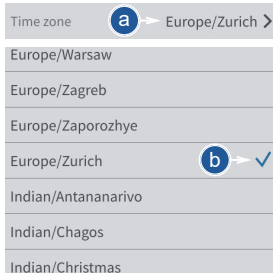 Time zone a Europe/Zurich
Europe/Warsaw
Europe/Zagreb
Europe/Zaporozhye
Europe/Zurich b
Indian/Antananarivo
Indian/Chagos
Indian/Christmas